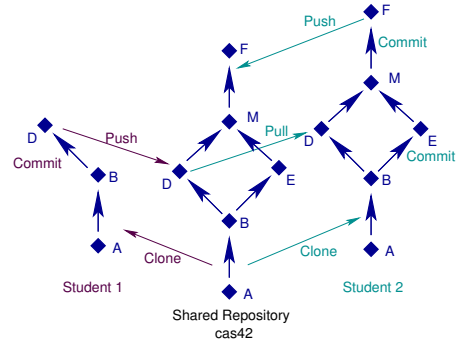 F
Push
Commit
F
M
D
Push
Commit
B
A
Clone
Student 1
M
Pull
D
E
B
A
Clone
Shared Repository
cas42
D
E
Commit
B
A
Student 2